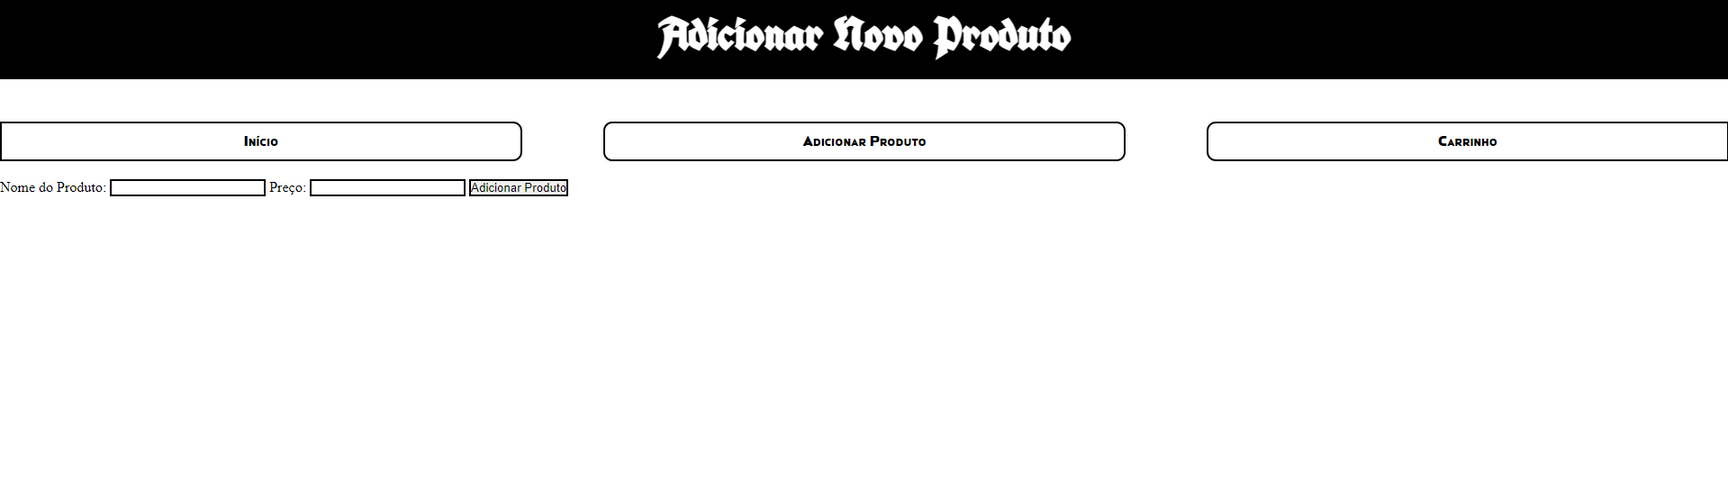 Adicionar Novo Produto
Início
Adicionar Produto
Carrinho
Nome do Produto: Preço: Adicionar Produto